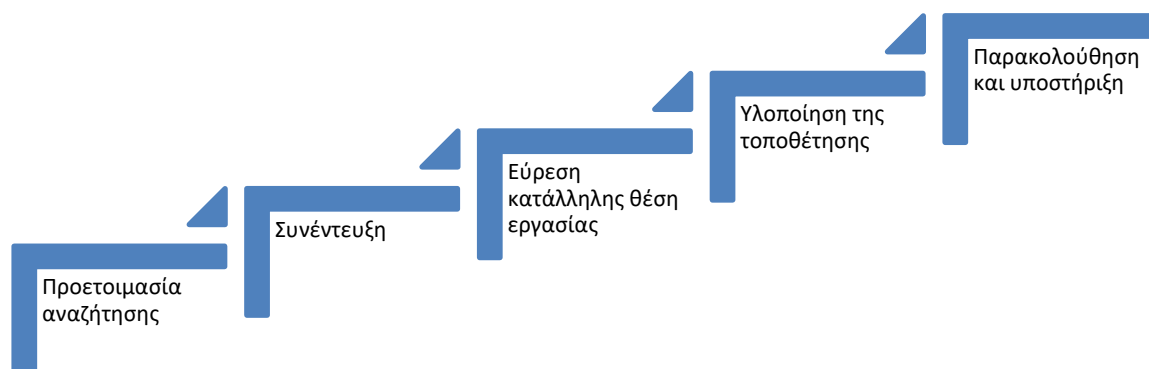 Προετοιμασία
αναζήτησης
Συνέντευξη
Εύρεση
κατάλληλης θέση
εργασίας
Υλοποίηση της
τοποθέτησης
Παρακολούθηση
και υποστήριξη